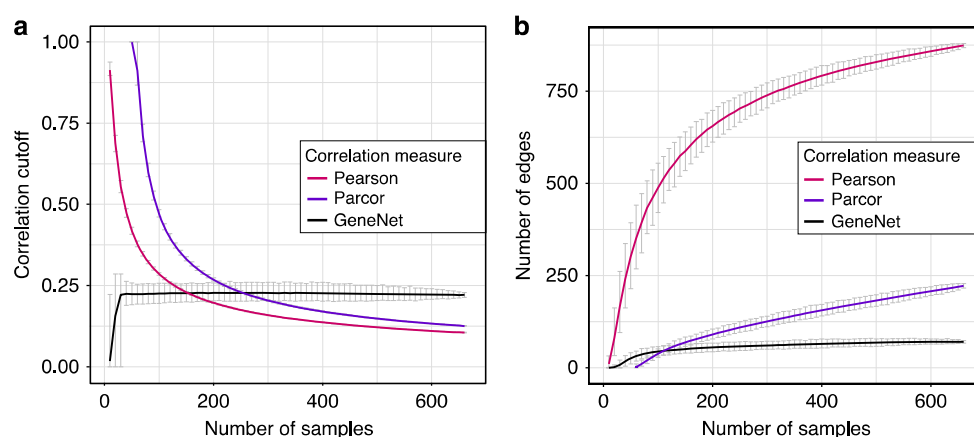 a
1.00
0.75
0.50
0.25
0.00
Correlation cutoff
Correlation measure
Pearson
Parcor
GeneNet
0
200
400
600
Number of samples
b
750
500
250
0
Number of edges
Correlation measure
Pearson
Parcor
GeneNet
0
200
400
600
Number of samples